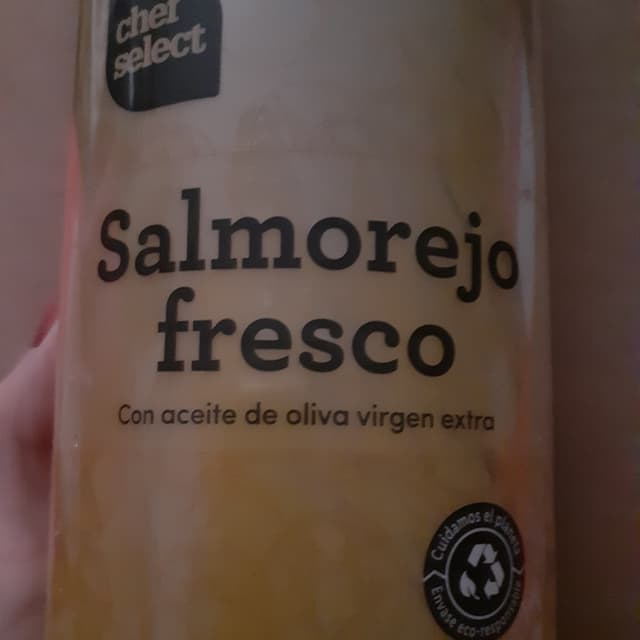 chef
select
Salmorejo
fresco
Con aceite de oliva virgen extra
Cuidamos el planeta
Envase eco-responsable